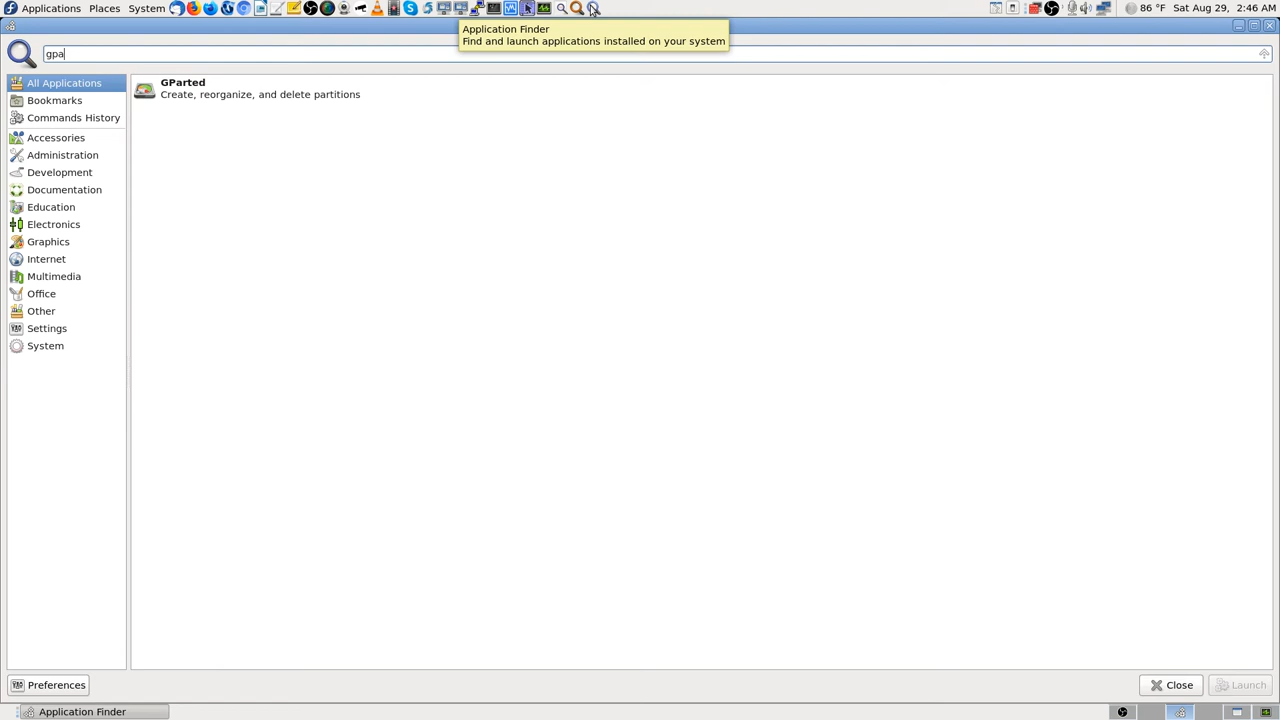 Applications Places System 86 °F Sat Aug 29, 2:46 AM
Application Finder
Find and launch applications installed on your system
gpa
All Applications
Bookmarks
Commands History
Accessories
Administration
Development
Documentation
Education
Electronics
Graphics
Internet
Multimedia
Office
Other
Settings
System
GParted
Create, reorganize, and delete partitions
Preferences
Close
Launch
Application Finder